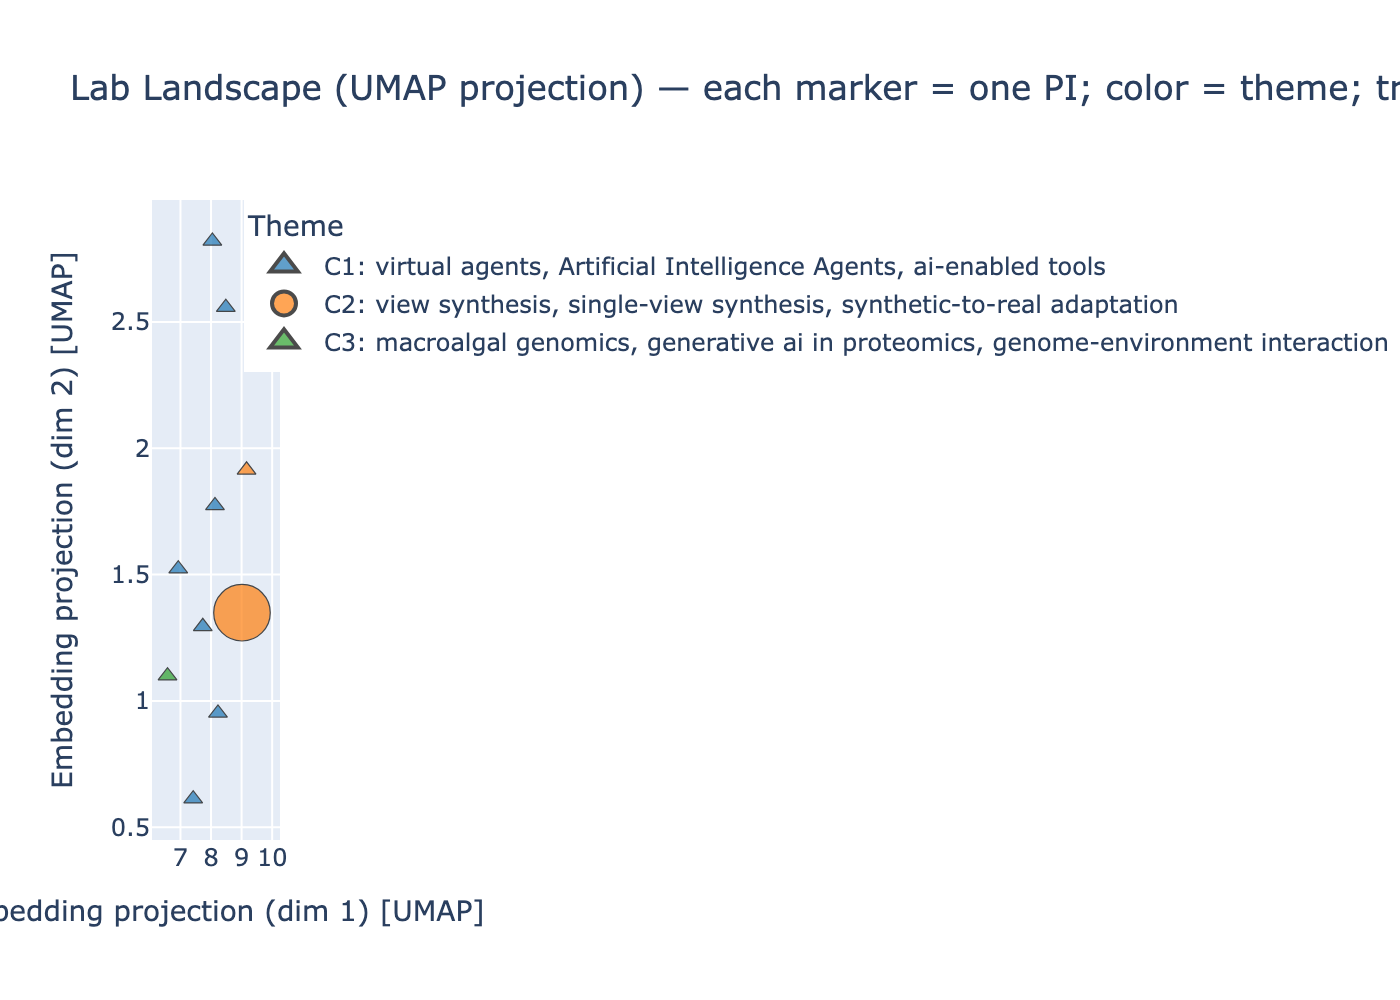 Lab Landscape (UMAP projection) — each marker = one PI; color = theme; tr
Theme
C1: virtual agents, Artificial Intelligence Agents, ai-enabled tools
C2: view synthesis, single-view synthesis, synthetic-to-real adaptation
C3: macroalgal genomics, generative ai in proteomics, genome-environment interaction
Embedding projection (dim 2) [UMAP]
2.5
2
1.5
1
0.5
7 8 9 10
bedding projection (dim 1) [UMAP]